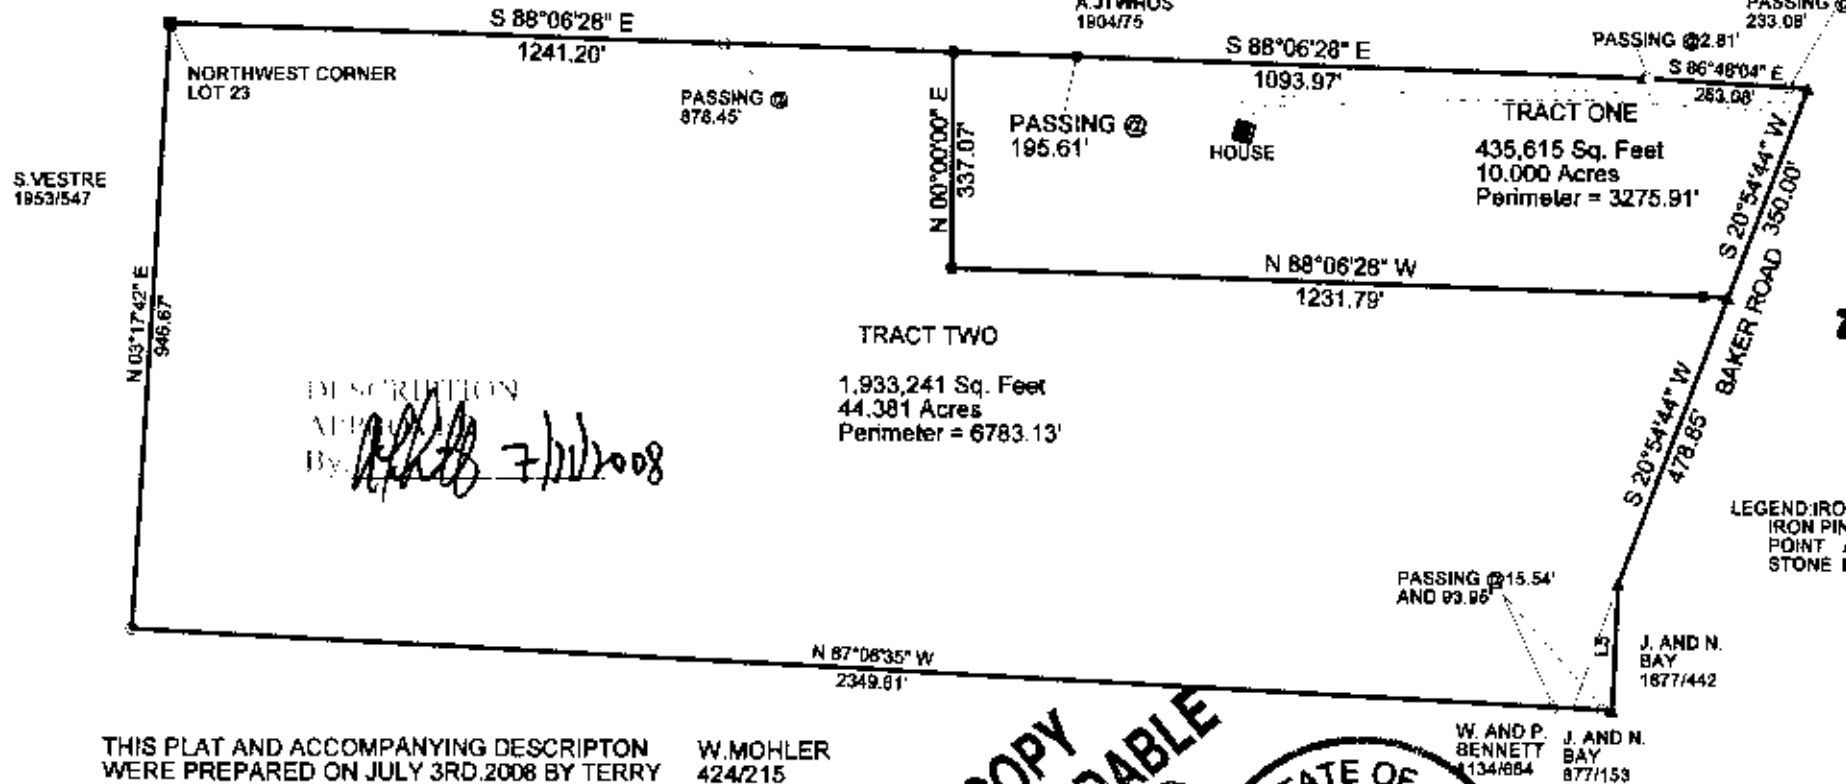 S 88°06'28" E
1241.20'
1904/75
S 88°06'28" E
1093.97'
PASSING @2.81'
PASSING @
233.08'
S 86°48'04" E
263.08'
NORTHWEST CORNER
LOT 23
PASSING @
878.45'
N 00°00'00" E
337.07'
PASSING @
195.61'
HOUSE
TRACT ONE
435,615 Sq. Feet
10.000 Acres
Perimeter = 3275.91'
S 20°54'44" W
350.00'
BAKER ROAD
S.VESTRE
1953/547
N 03°17'42" E
946.67'
N 88°06'28" W
1231.79'
TRACT TWO
1,933,241 Sq. Feet
44.381 Acres
Perimeter = 6783.13'
DESCRIPTION
By.
2008
S 20°54'44" W
478.85'
LEGEND:IRO
IRON PIN
POINT
STONE
PASSING @15.54'
AND 93.95'
L5
J. AND N.
BAY
1677/442
N 87°06'35" W
2349.61'
THIS PLAT AND ACCOMPANYING DESCRIPTON
WERE PREPARED ON JULY 3RD.2008 BY TERRY
W.MOHLER
424/215
COPY
DABLE
TATE OF
W. AND P.
BENNETT
1134/664
J. AND N.
BAY
877/153